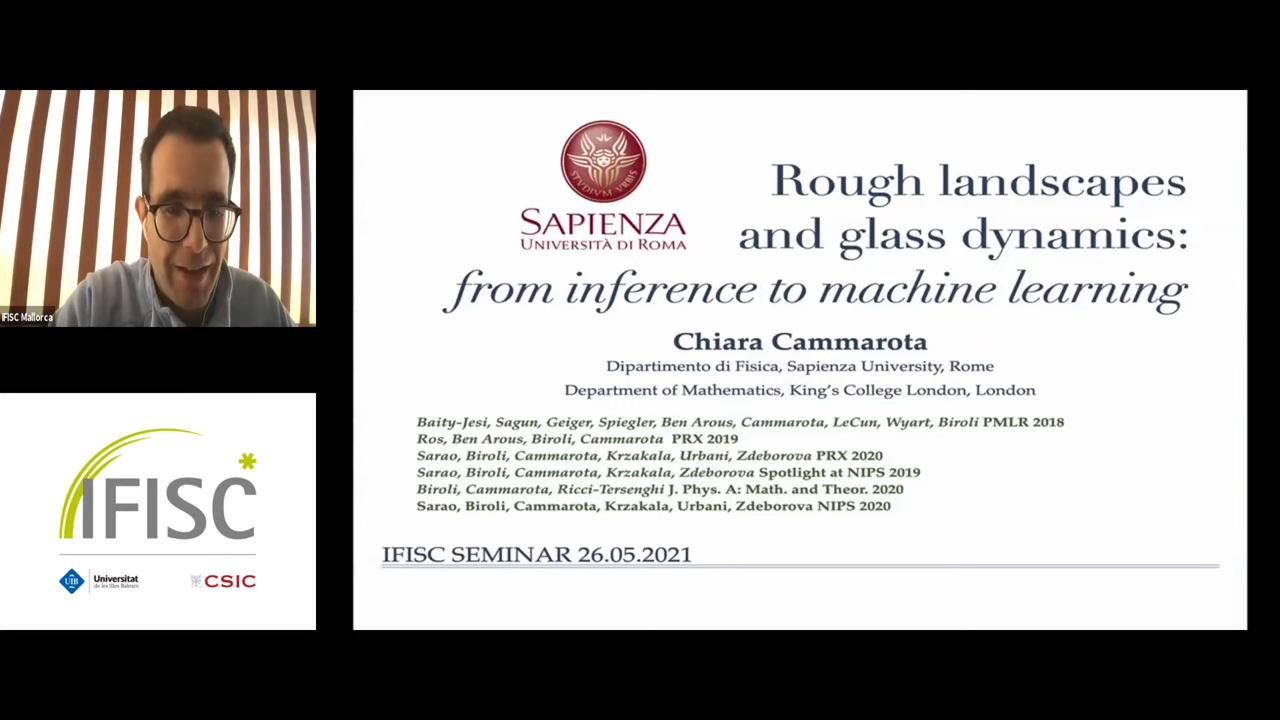 IFISC Mallorca
IFISC
UIB
Universitat
de les Illes Balears
CSIC
STVDIVM VRBIS
SAPIENZA
UNIVERSITÀ DI ROMA
Rough landscapes
and glass dynamics:
from inference to machine learning
Chiara Cammarota
Dipartimento di Fisica, Sapienza University, Rome
Department of Mathematics, King's College London, London
Baity-Jesi, Sagun, Geiger, Spiegler, Ben Arous, Cammarota, LeCun, Wyart, Biroli PMLR 2018
Ros, Ben Arous, Biroli, Cammarota PRX 2019
Sarao, Biroli, Cammarota, Krzakala, Urbani, Zdeborova PRX 2020
Sarao, Biroli, Cammarota, Krzakala, Zdeborova Spotlight at NIPS 2019
Biroli, Cammarota, Ricci-Tersenghi J. Phys. A: Math. and Theor. 2020
Sarao, Biroli, Cammarota, Krzakala, Urbani, Zdeborova NIPS 2020
IFISC SEMINAR 26.05.2021